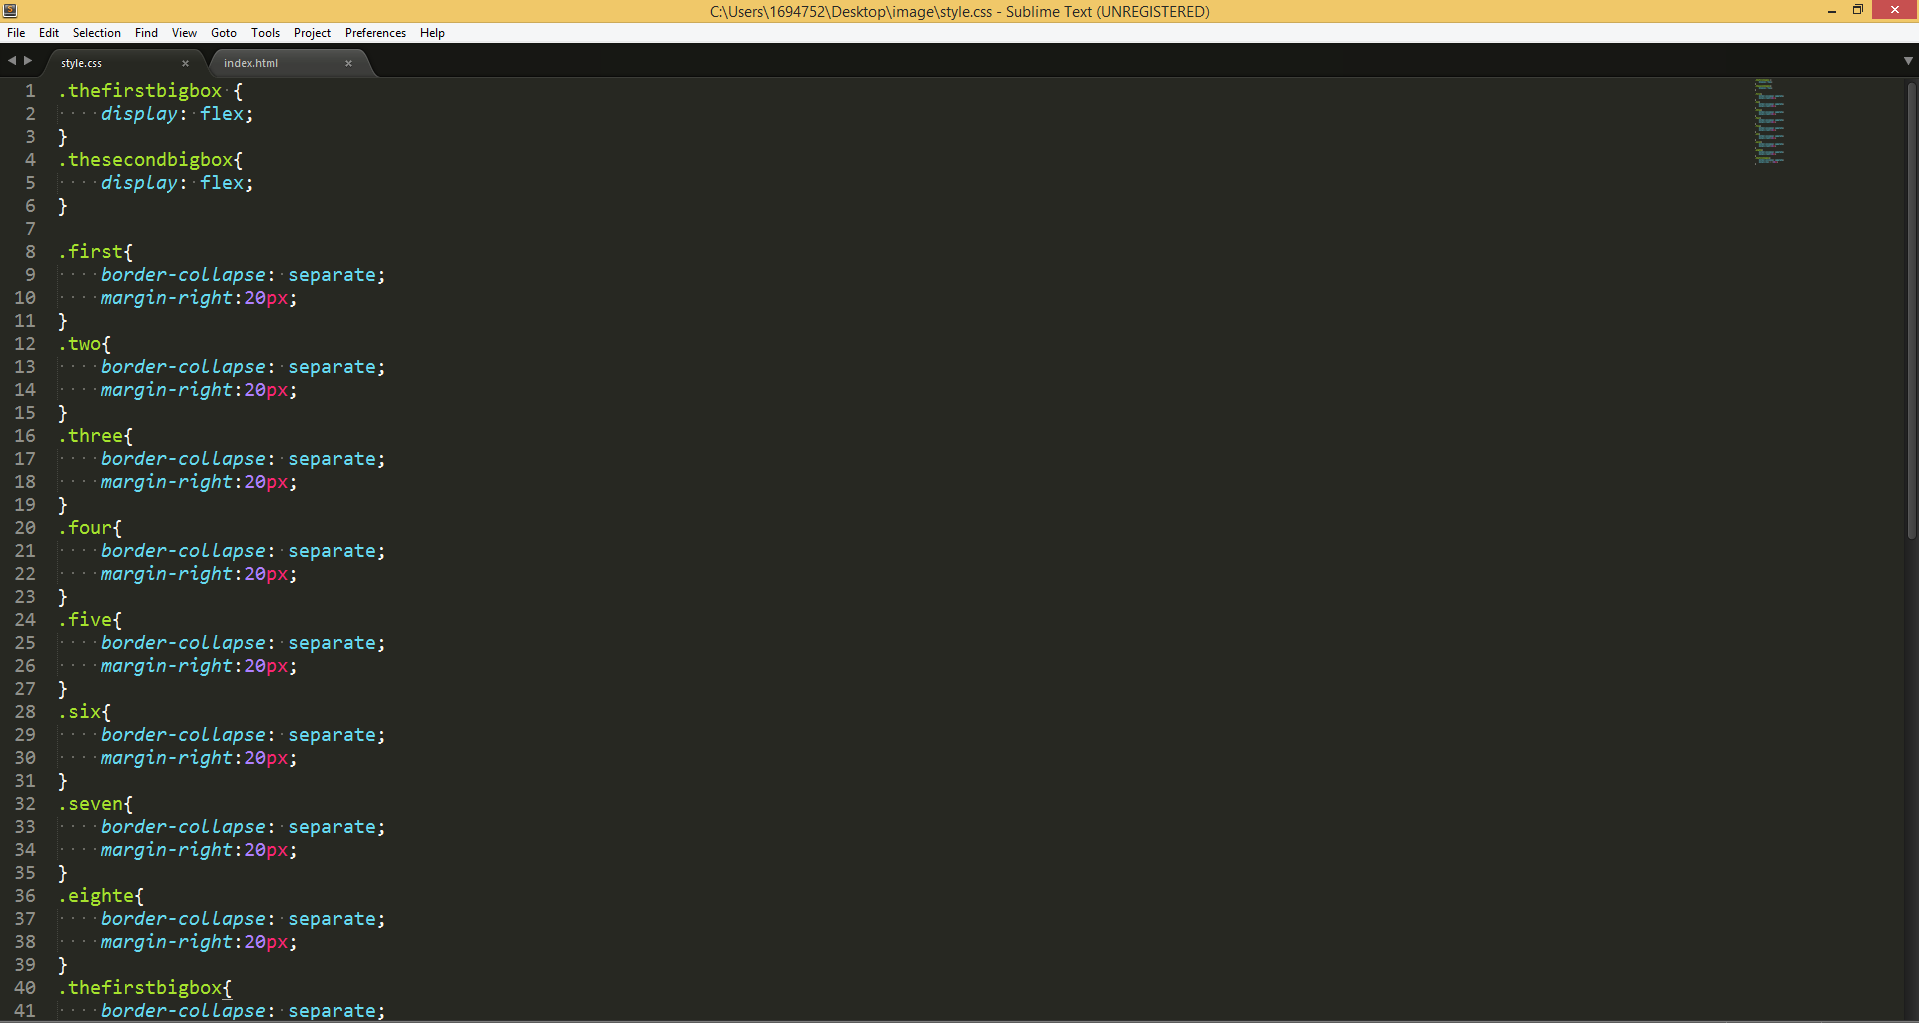 C:\Users\1694752\Desktop\image\style.css - Sublime Text (UNREGISTERED)
File Edit Selection Find View Goto Tools Project Preferences Help
style.css × index.html ×
1 .thefirstbigbox {
2     display: flex;
3 }
4 .thesecondbigbox{
5     display: flex;
6 }
7
8 .first{
9     border-collapse: separate;
10     margin-right:20px;
11 }
12 .two{
13     border-collapse: separate;
14     margin-right:20px;
15 }
16 .three{
17     border-collapse: separate;
18     margin-right:20px;
19 }
20 .four{
21     border-collapse: separate;
22     margin-right:20px;
23 }
24 .five{
25     border-collapse: separate;
26     margin-right:20px;
27 }
28 .six{
29     border-collapse: separate;
30     margin-right:20px;
31 }
32 .seven{
33     border-collapse: separate;
34     margin-right:20px;
35 }
36 .eighte{
37     border-collapse: separate;
38     margin-right:20px;
39 }
40 .thefirstbigbox{
41     border-collapse: separate;